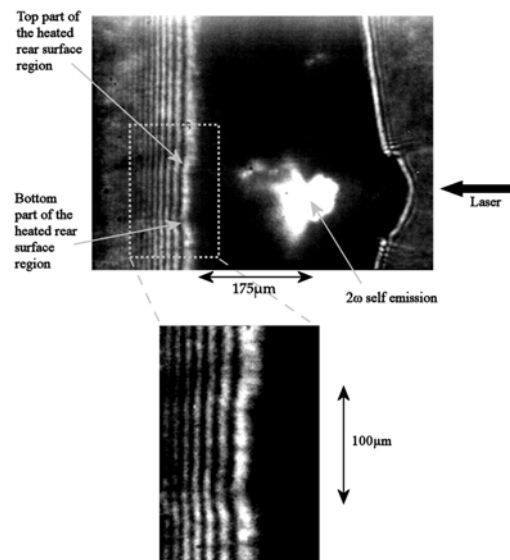 Top part of
the heated
rear surface
region
Bottom
part of the
heated rear
surface
region
Laser
175μm
2ω self emission
100μm